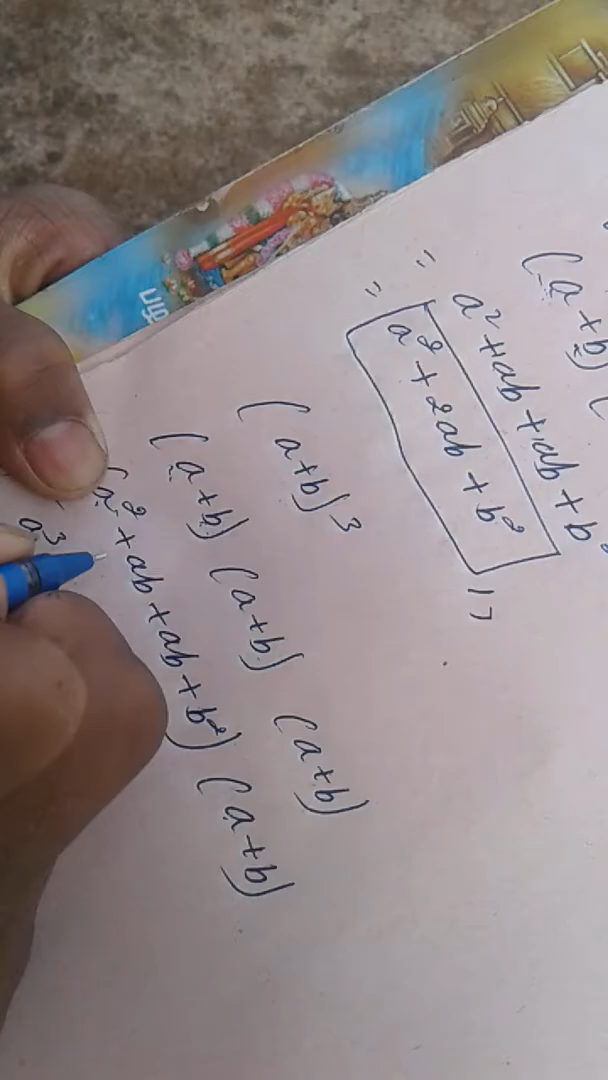 (a+b) (
= a² + ab + ab + b²
= a² + 2ab + b²
(a+b)³
(a+b) (a+b) (a+b)
(a² + ab + ab + b²) (a+b)
a³